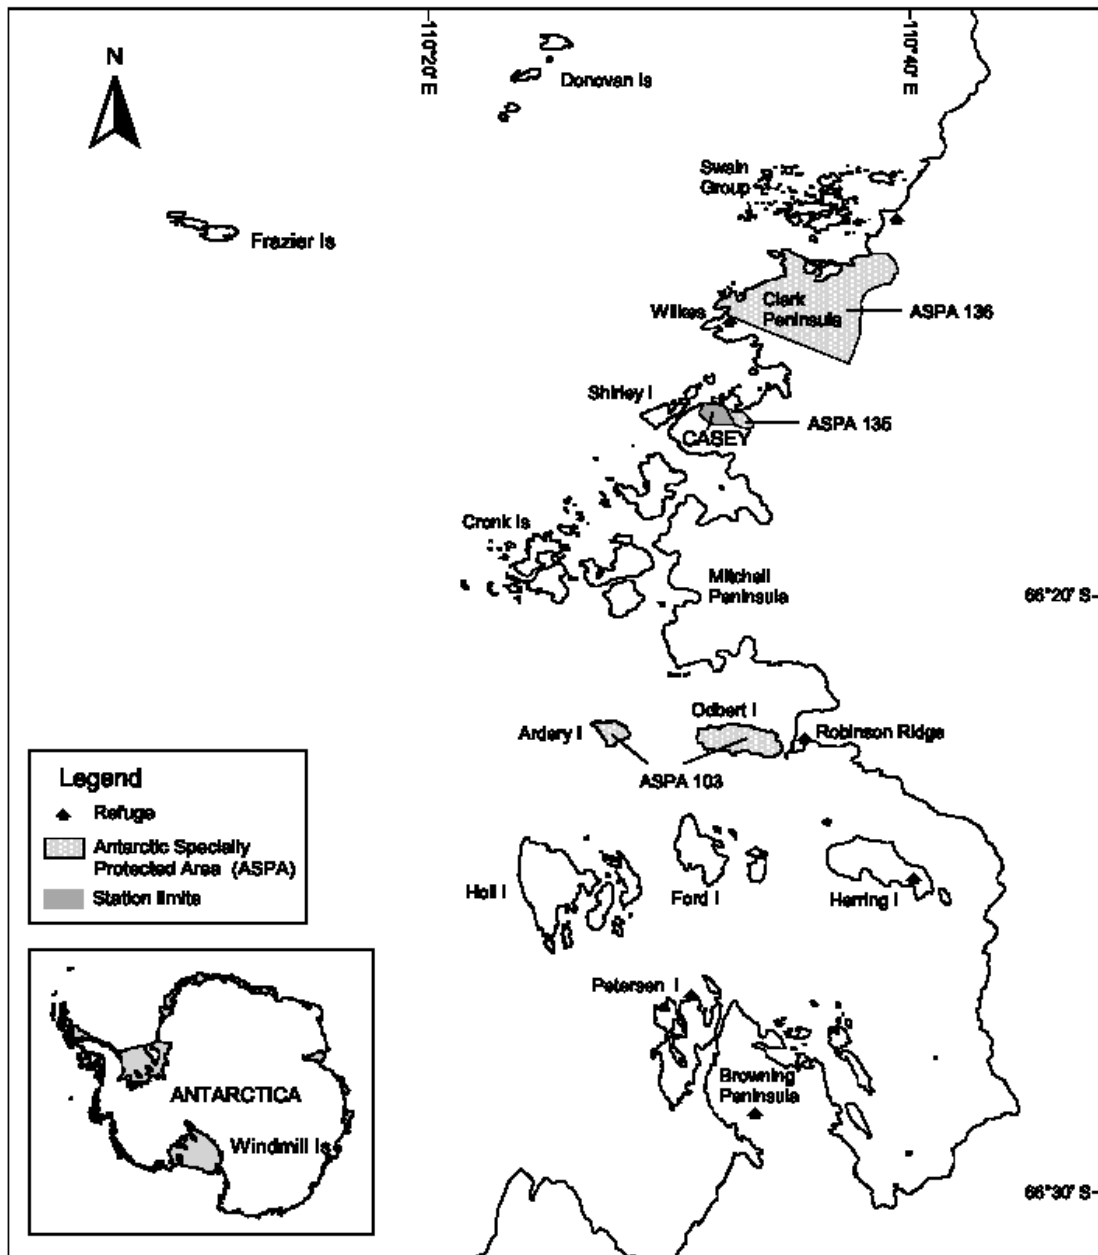 110°20' E
110°40' E
N
Donovan Is
Swain
Group
Frazier Is
Clark
Peninsula
Wilkes
ASPA 136
Shirley I
ASPA 135
CASEY
Cronk Is
Mitchell
Peninsula
66°20' S
Odbert I
Ardery I
Robinson Ridge
ASPA 103
Legend
Refuge
Antarctic Specially
Protected Area (ASPA)
Station limits
Holl I
Ford I
Herring I
Petersen I
Browning
Peninsula
ANTARCTICA
Windmill Is
66°30' S